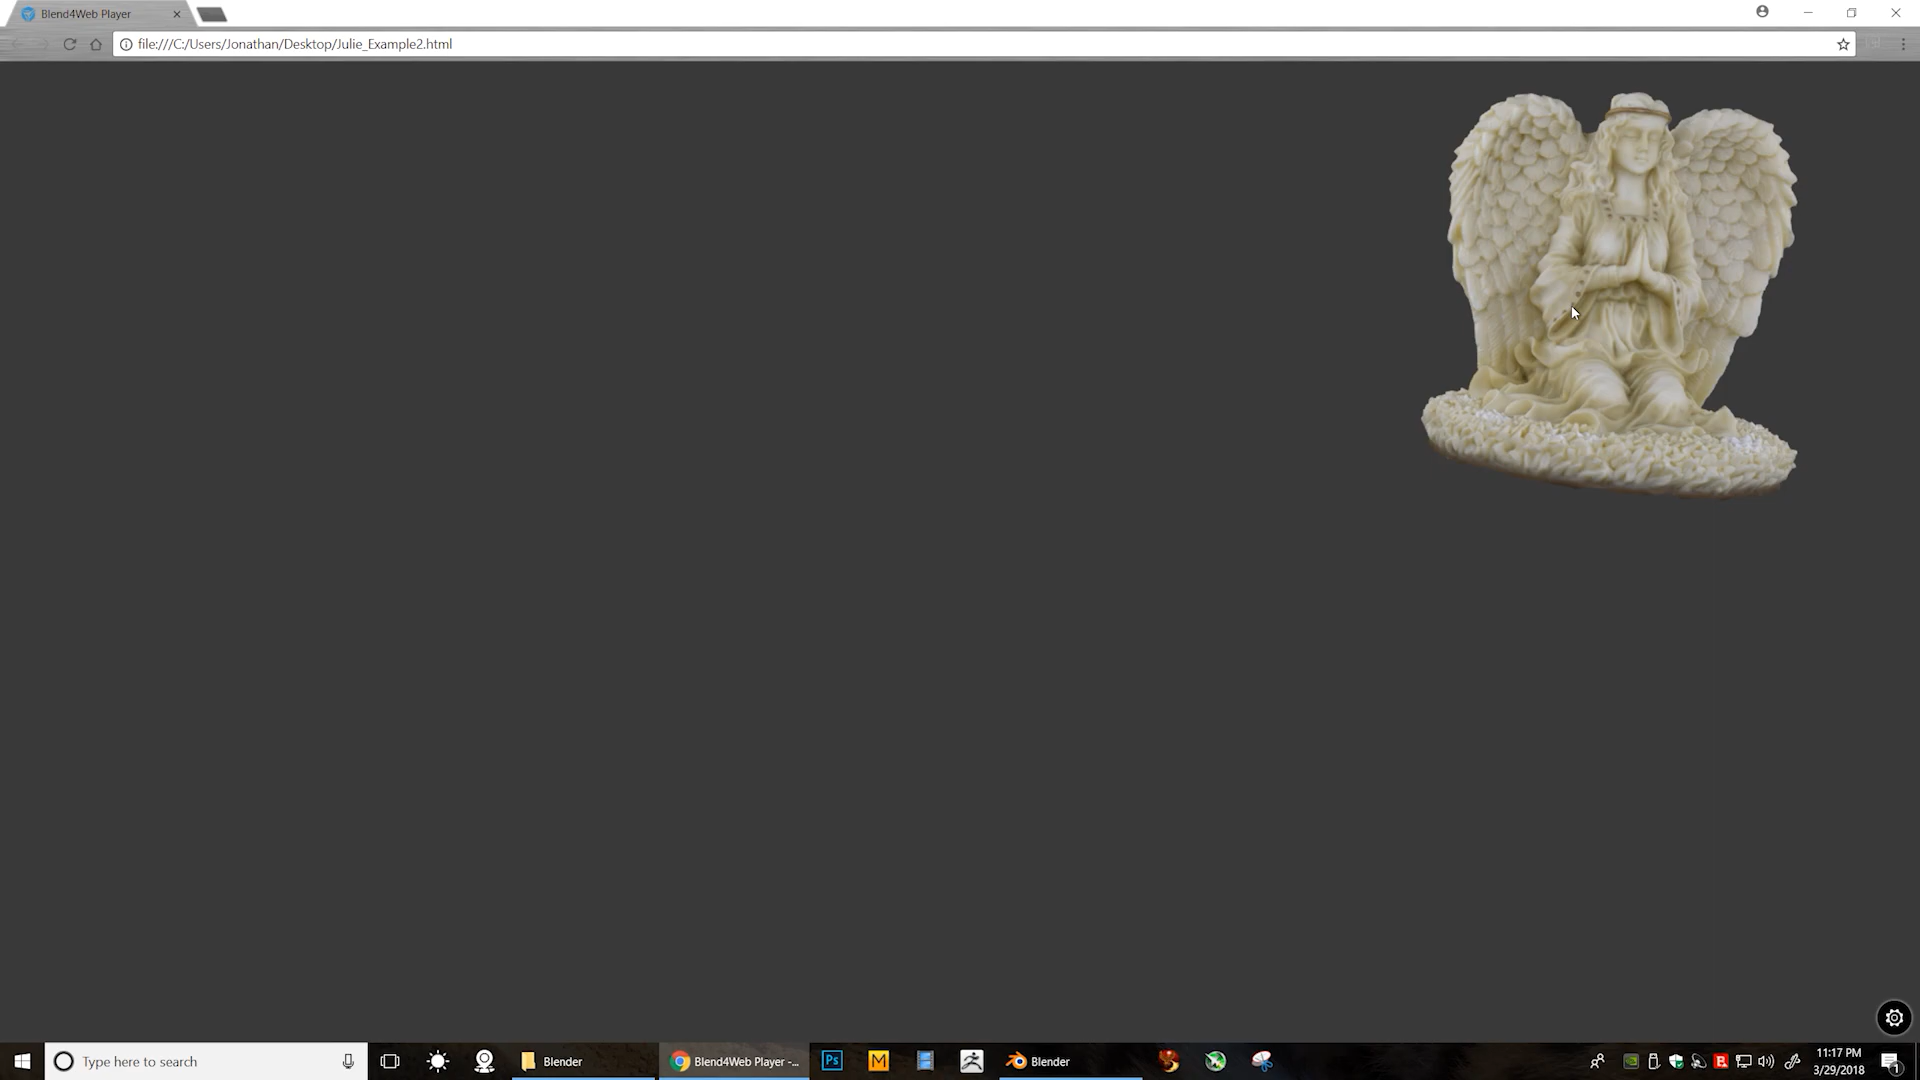 Blend4Web Player
file:///C:/Users/Jonathan/Desktop/Julie_Example2.html
Type here to search
Blender
Blend4Web Player -...
Ps
M
Blender
11:17 PM
3/29/2018
1